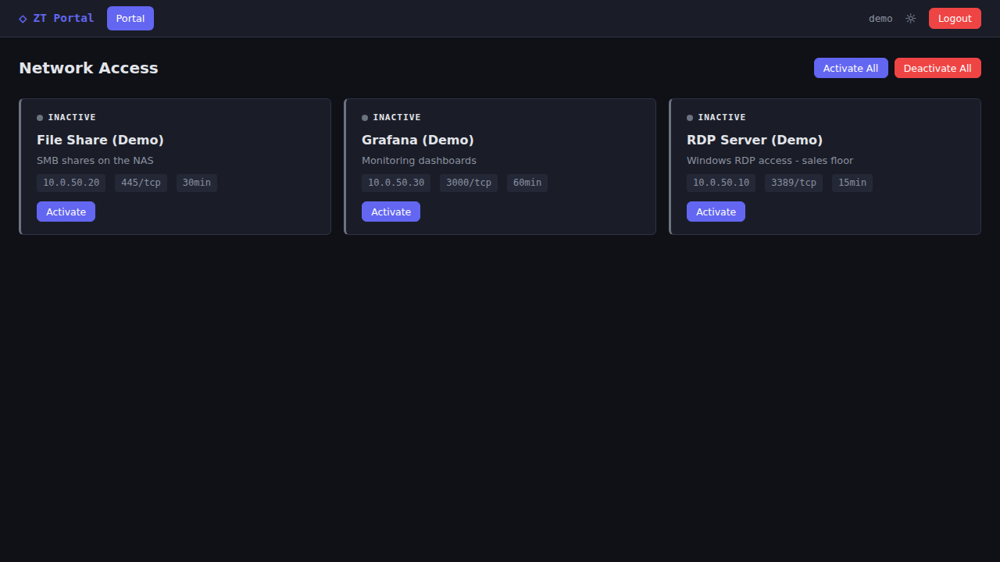 ◇ ZT Portal Portal demo Logout
Network Access Activate All Deactivate All
INACTIVE
File Share (Demo)
SMB shares on the NAS
10.0.50.20 445/tcp 30min
Activate
INACTIVE
Grafana (Demo)
Monitoring dashboards
10.0.50.30 3000/tcp 60min
Activate
INACTIVE
RDP Server (Demo)
Windows RDP access - sales floor
10.0.50.10 3389/tcp 15min
Activate